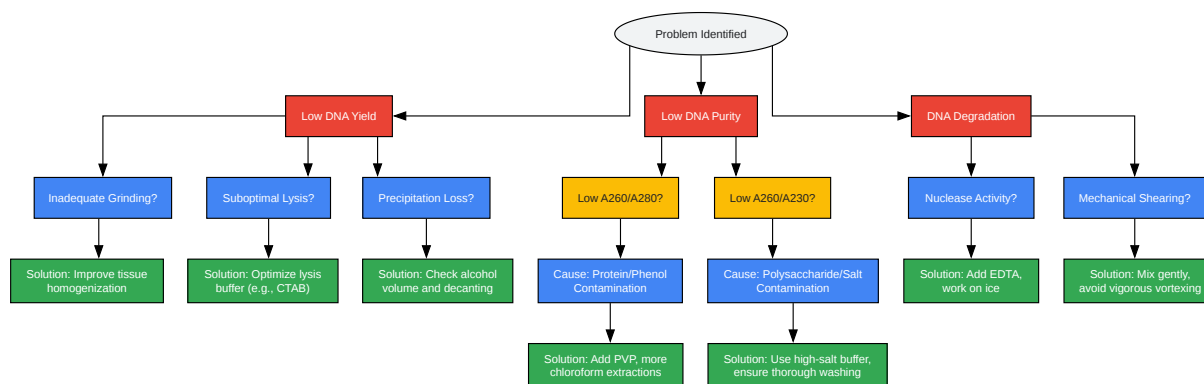 Problem Identified
Low DNA Yield
Low DNA Purity
DNA Degradation
Inadequate Grinding?
Suboptimal Lysis?
Precipitation Loss?
Low A260/A280?
Low A260/A230?
Nuclease Activity?
Mechanical Shearing?
Solution: Improve tissue
homogenization
Solution: Optimize lysis
buffer (e.g., CTAB)
Solution: Check alcohol
volume and decanting
Cause: Protein/Phenol
Contamination
Cause: Polysaccharide/Salt
Contamination
Solution: Add EDTA,
work on ice
Solution: Mix gently,
avoid vigorous vortexing
Solution: Add PVP, more
chloroform extractions
Solution: Use high-salt buffer,
ensure thorough washing